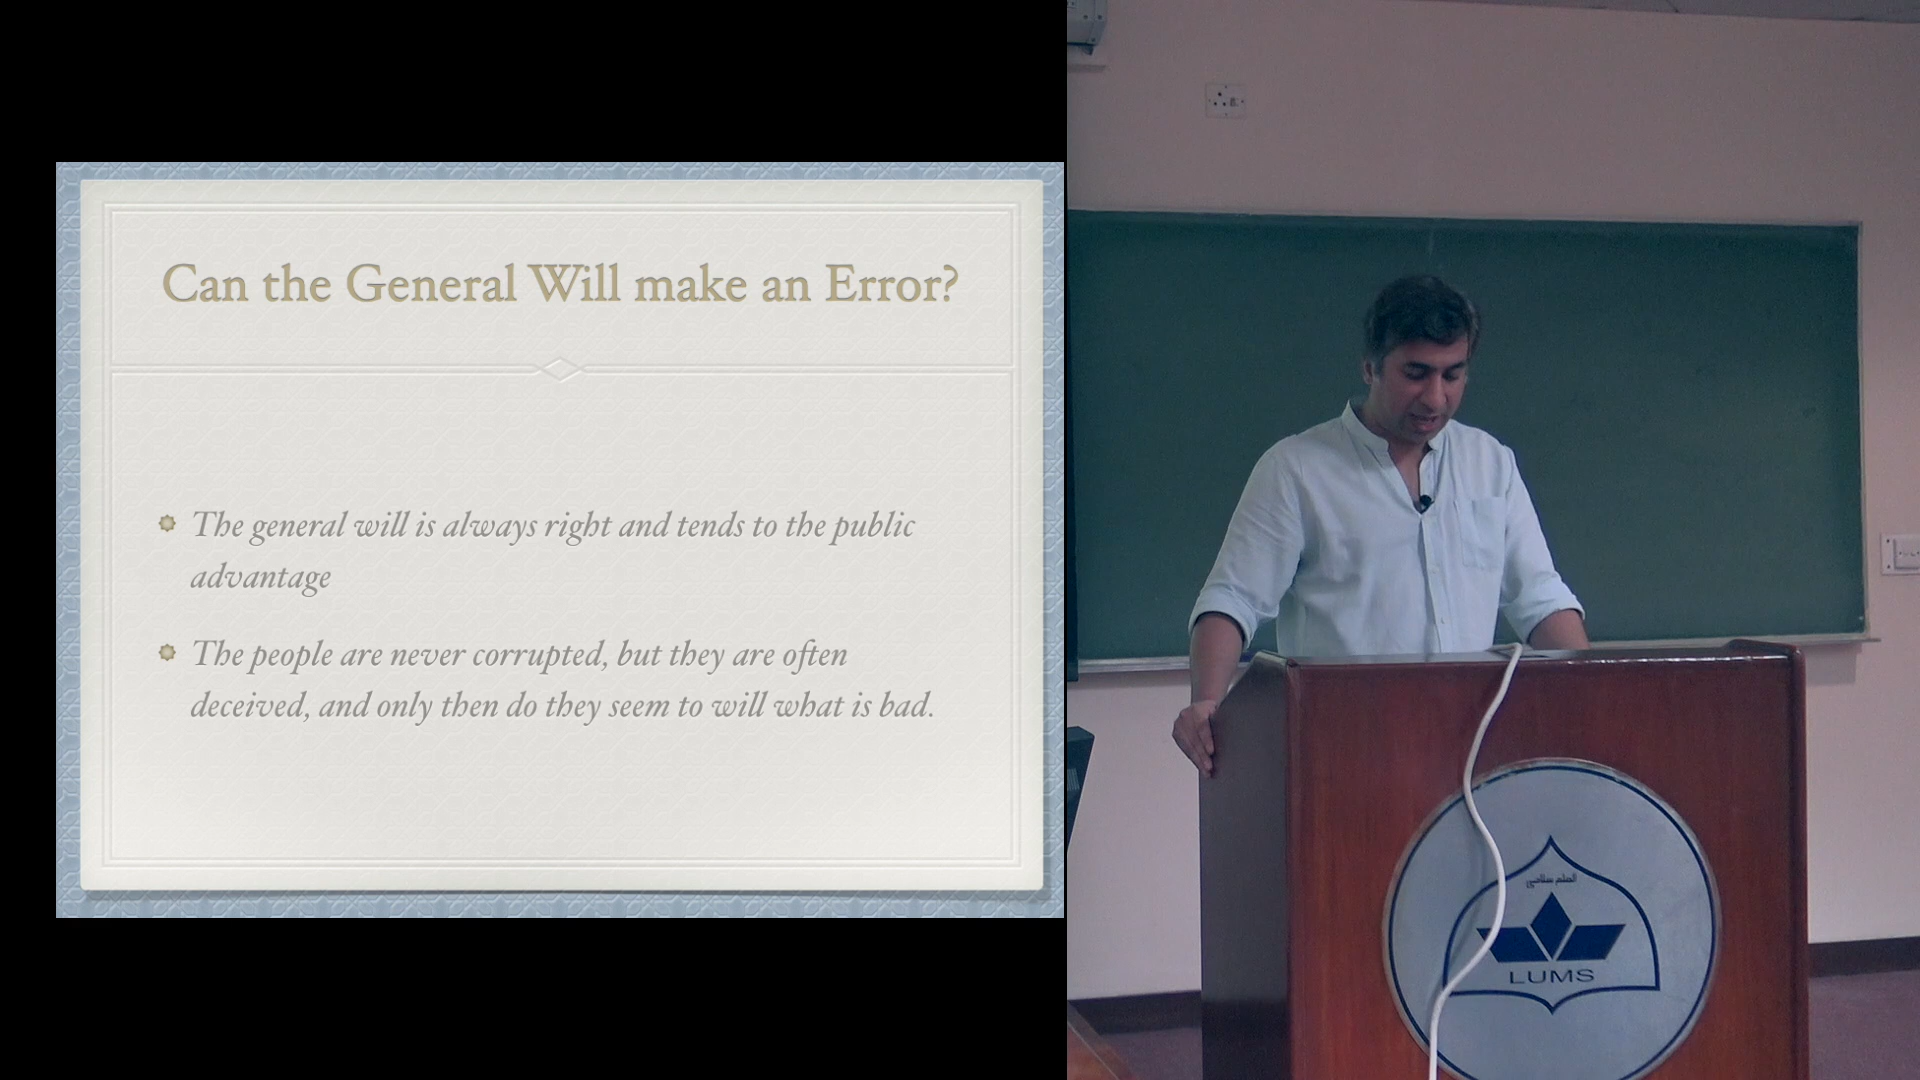 Can the General Will make an Error?
The general will is always right and tends to the public
advantage
The people are never corrupted, but they are often
deceived, and only then do they seem to will what is bad.
LUMS